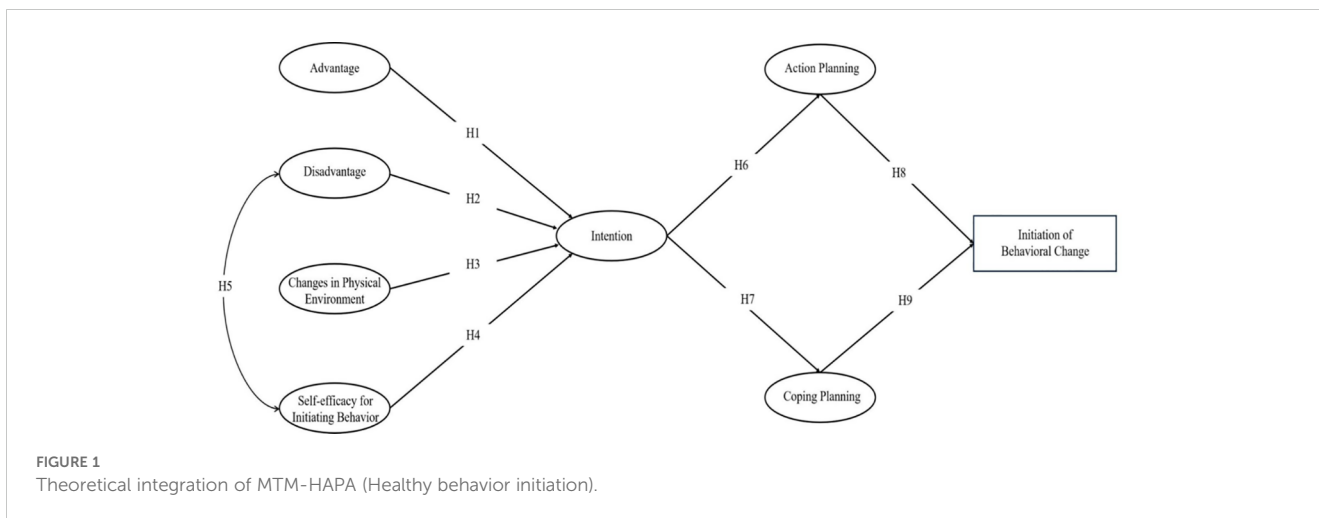 Advantage
Action Planning
H1
H6
H8
Disadvantage
H2
Intention
Initiation of
Behavioral Change
H3
H5
Changes in Physical
Environment
H7
H9
H4
Self-efficacy for
Initiating Behavior
Coping Planning
FIGURE 1
Theoretical integration of MTM-HAPA (Healthy behavior initiation).